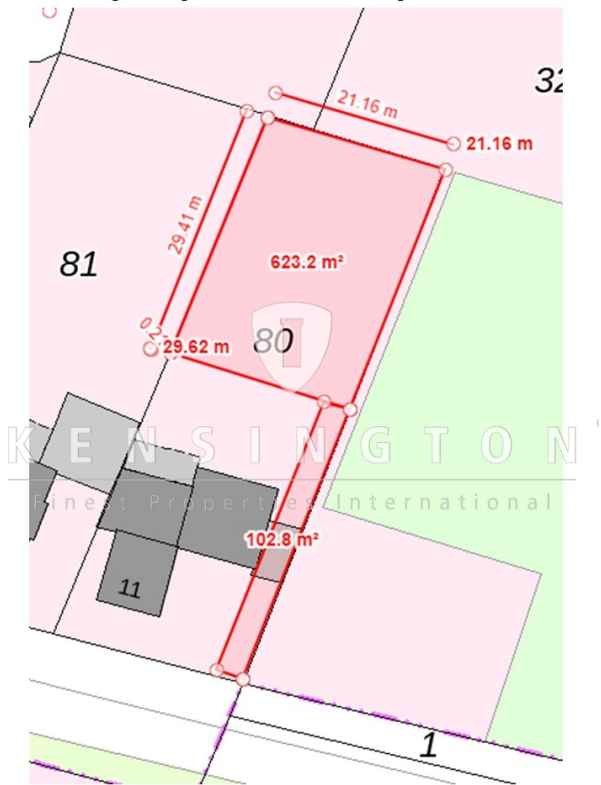 32
21.16 m
21.16 m
29.41 m
623.2 m²
81
80
29.62 m
KENSINGTON
Finest Properties International
102.8 m²
11
1